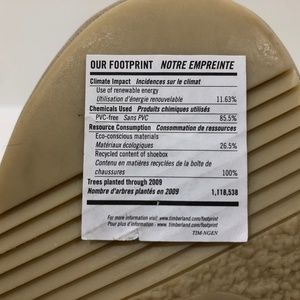 OUR FOOTPRINT NOTRE EMPREINTE
Climate Impact Incidences sur le climat
Use of renewable energy
Utilisation d'énergie renouvelable 11.63%
Chemicals Used Produits chimiques utilisés
PVC-free Sans PVC 85.5%
Resource Consumption Consommation de ressources
Eco-conscious materials
Matériaux écologiques 26.5%
Recycled content of shoebox
Contenu en matières recyclées de la boîte de
chaussures 100%
Trees planted through 2009
Nombre d'arbres plantés en 2009 1,118,538
For more information visit www.timberland.com/footprint
Pour plus d'information - www.timberland.com/footprint
TIM-NGEN